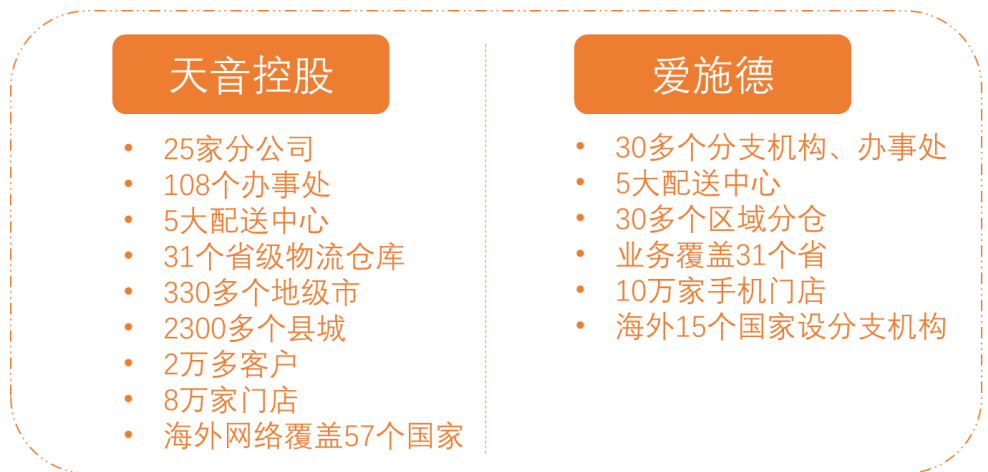 天音控股
• 25家分公司
• 108个办事处
• 5大配送中心
• 31个省级物流仓库
• 330多个地级市
• 2300多个县城
• 2万多客户
• 8万家门店
• 海外网络覆盖57个国家
爱施德
• 30多个分支机构、办事处
• 5大配送中心
• 30多个区域分仓
• 业务覆盖31个省
• 10万家手机门店
• 海外15个国家设分支机构